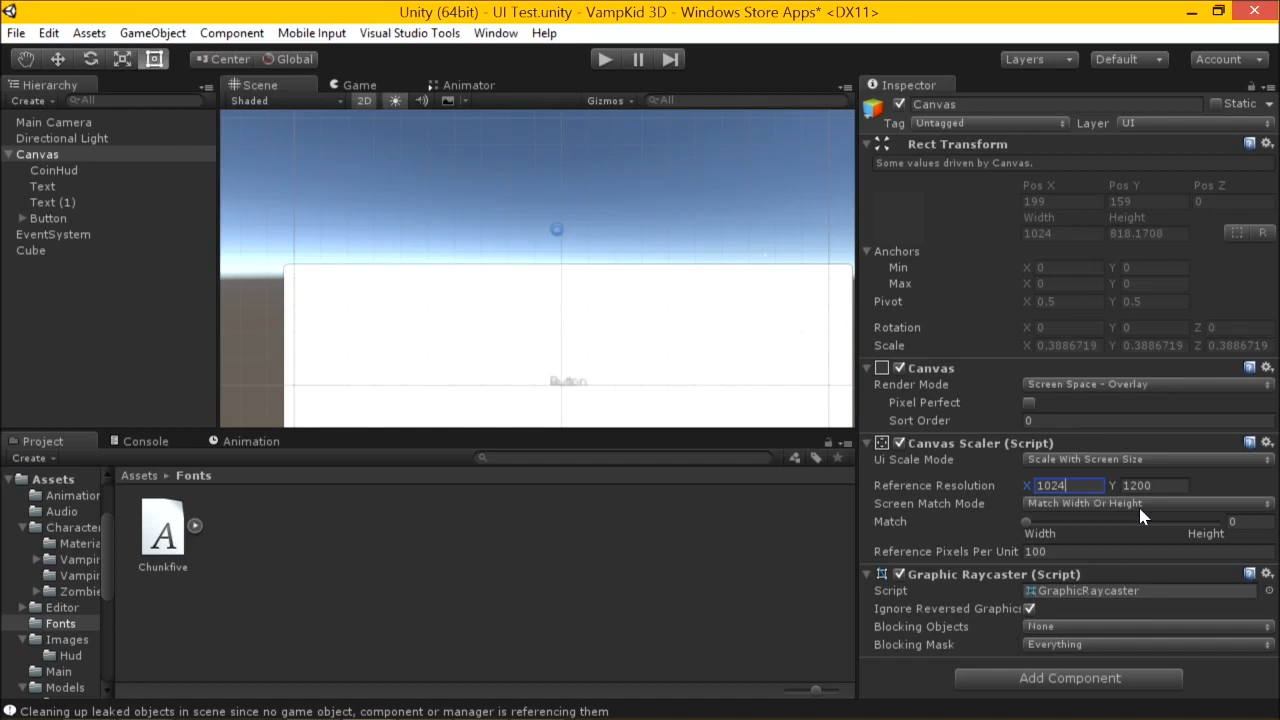 Unity (64bit) - UI Test.unity - VampKid 3D - Windows Store Apps* <DX11>
File Edit Assets GameObject Component Mobile Input Visual Studio Tools Window Help
Center Global Layers Default Account
Hierarchy
Create All
Main Camera
Directional Light
Canvas
CoinHud
Text
Text (1)
Button
EventSystem
Cube
Scene Game Animator
Shaded 2D Gizmos All
Button
Inspector
Canvas Static
Tag Untagged Layer UI
Rect Transform
Some values driven by Canvas.
Pos X Pos Y Pos Z
199 159 0
Width Height
1024 818.1708 R
Anchors
Min X 0 Y 0
Max X 0 Y 0
Pivot X 0.5 Y 0.5
Rotation X 0 Y 0 Z 0
Scale X 0.3886719 Y 0.3886719 Z 0.3886719
Canvas
Render Mode Screen Space - Overlay
Pixel Perfect
Sort Order 0
Canvas Scaler (Script)
Ui Scale Mode Scale With Screen Size
Reference Resolution X 1024 Y 1200
Screen Match Mode Match Width Or Height
Match 0
Width Height
Reference Pixels Per Unit 100
Graphic Raycaster (Script)
Script GraphicRaycaster
Ignore Reversed Graphics
Blocking Objects None
Blocking Mask Everything
Add Component
Project Console Animation
Create
Assets
Animation
Audio
Character
Materia
Vampir
Vampir
Zombie
Editor
Fonts
Images
Hud
Main
Models
Assets Fonts
A
Chunkfive
Cleaning up leaked objects in scene since no game object, component or manager is referencing them